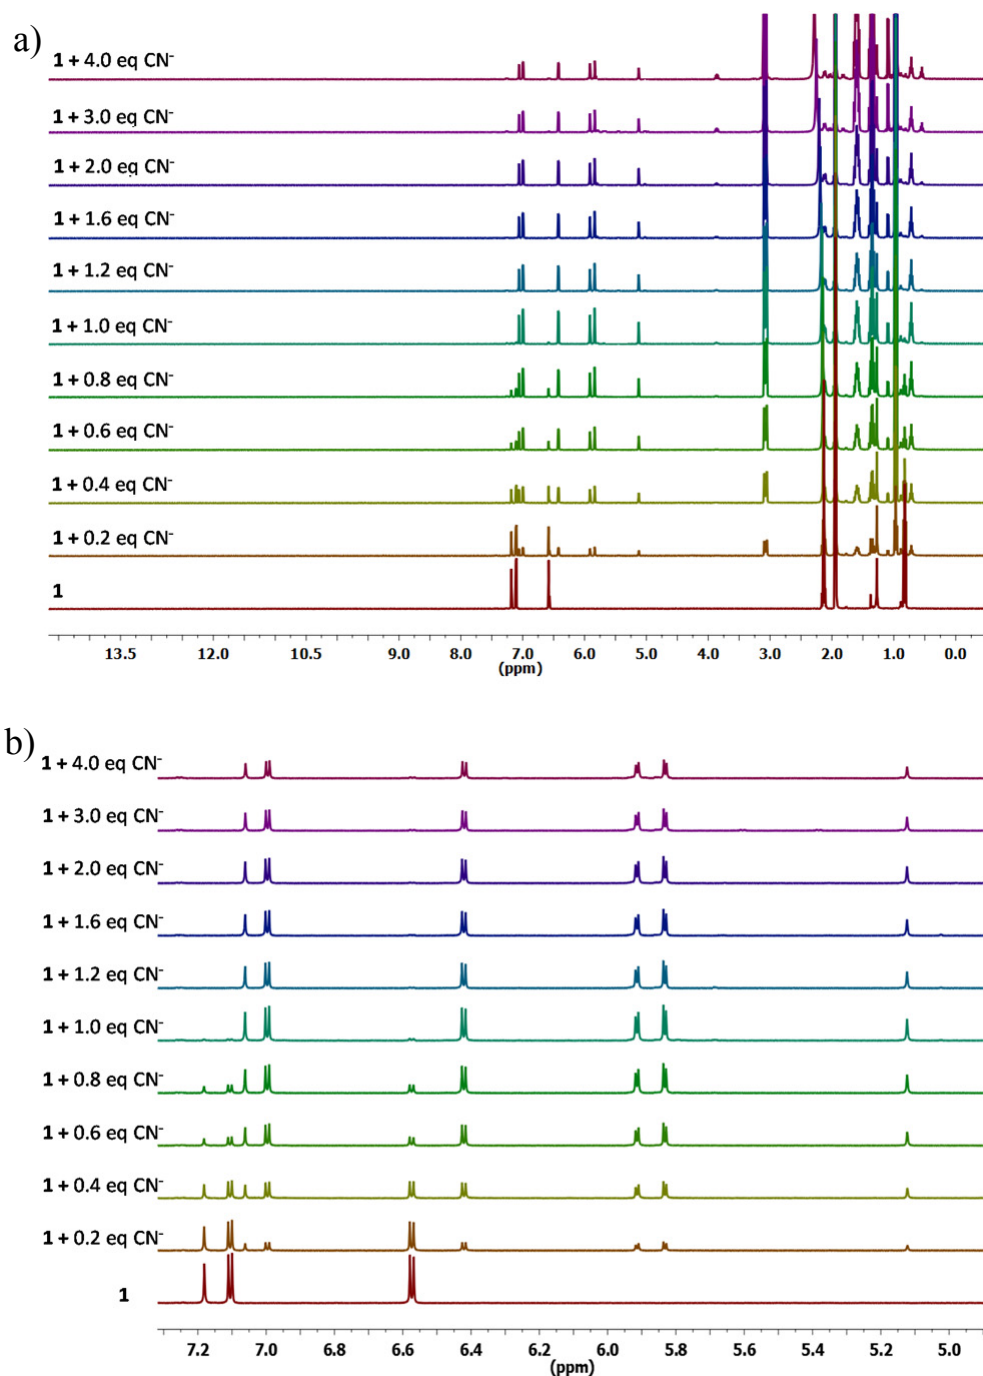 a)
1 + 4.0 eq CN⁻
1 + 3.0 eq CN⁻
1 + 2.0 eq CN⁻
1 + 1.6 eq CN⁻
1 + 1.2 eq CN⁻
1 + 1.0 eq CN⁻
1 + 0.8 eq CN⁻
1 + 0.6 eq CN⁻
1 + 0.4 eq CN⁻
1 + 0.2 eq CN⁻
1
13.5 12.0 10.5 9.0 8.0 7.0 6.0 5.0 4.0 3.0 2.0 1.0 0.0
(ppm)
b)
1 + 4.0 eq CN⁻
1 + 3.0 eq CN⁻
1 + 2.0 eq CN⁻
1 + 1.6 eq CN⁻
1 + 1.2 eq CN⁻
1 + 1.0 eq CN⁻
1 + 0.8 eq CN⁻
1 + 0.6 eq CN⁻
1 + 0.4 eq CN⁻
1 + 0.2 eq CN⁻
1
7.2 7.0 6.8 6.6 6.4 6.2 6.0 5.8 5.6 5.4 5.2 5.0
(ppm)